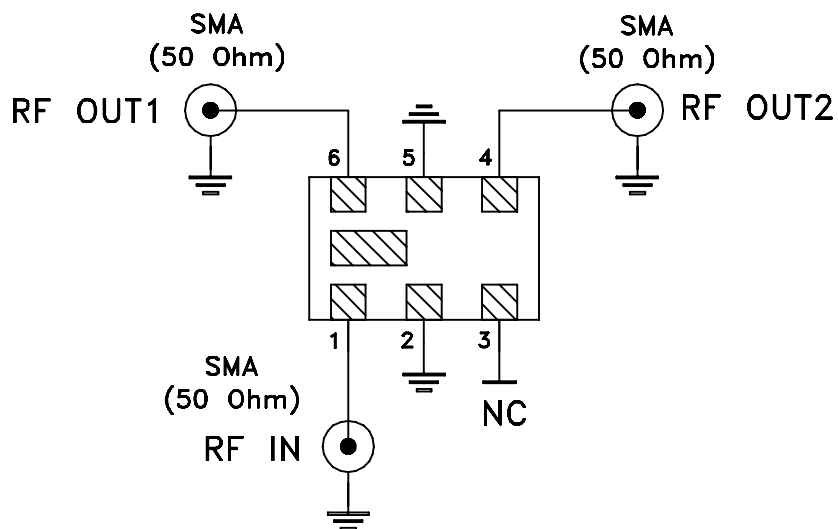 SMA
(50 Ohm)
RF OUT1
SMA
(50 Ohm)
RF OUT2
6 5 4
1 2 3
SMA
(50 Ohm)
RF IN
NC